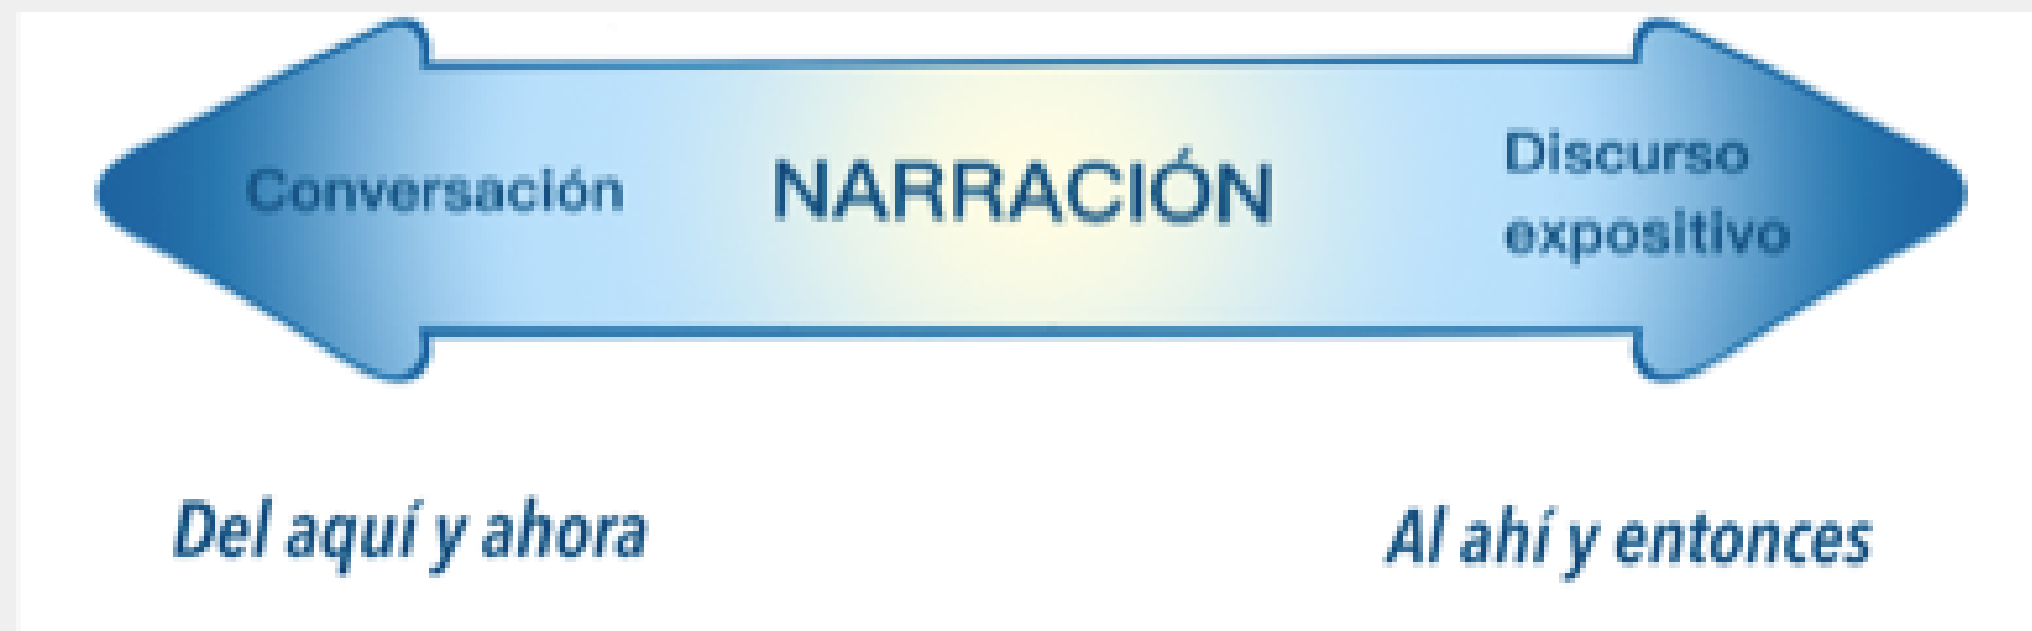 Conversación
NARRACIÓN
Discurso
expositivo
Del aquí y ahora
Al ahí y entonces